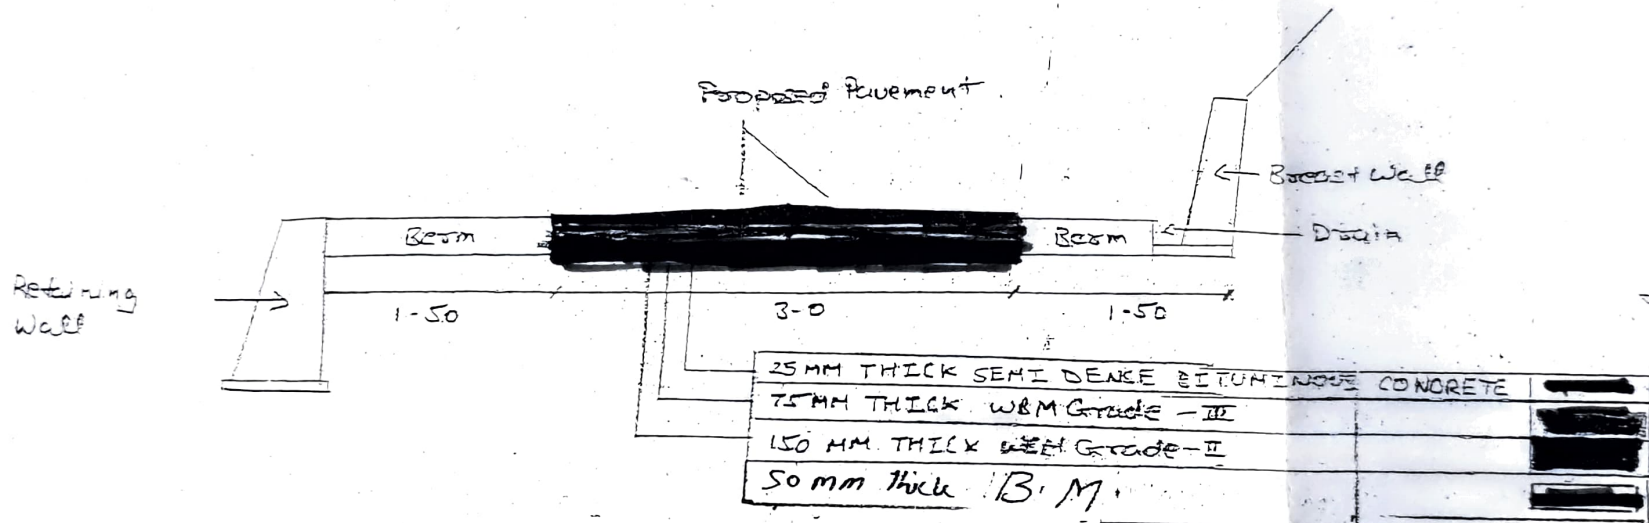 Proposed Pavement
Breast Wall
Drain
Berm
Berm
Retaining
Wall
1-50
3-0
1-50
25 MM THICK SEMI DENSE BITUMINOUS CONCRETE
75 MM THICK WBM Grade - III
150 MM THICK WBM Grade - II
50 mm thick B.M.